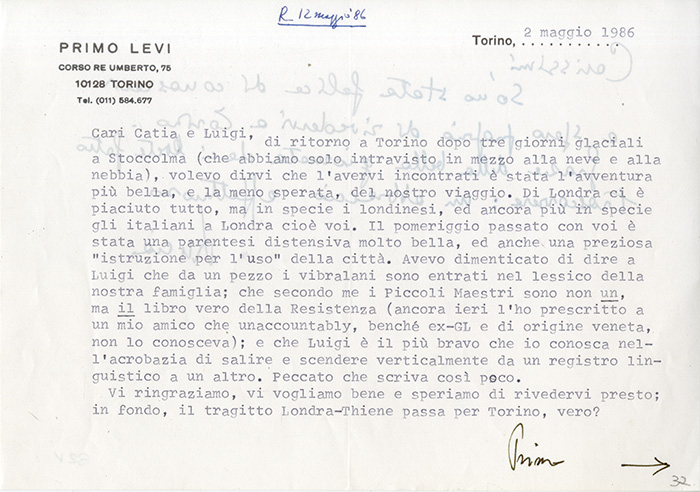 R 12 maggio '86
PRIMO LEVI
CORSO RE UMBERTO, 75
10128 TORINO
Tel. (011) 584.677
Torino, 2 maggio 1986
Cari Catia e Luigi,
di ritorno a Torino dopo tre giorni glaciali
a Stoccolma (che abbiamo solo intravisto in mezzo alla neve e alla
nebbia), volevo dirvi che l'avervi incontrati è stata l'avventura
più bella, e la meno sperata, del nostro viaggio. Di Londra ci è
piaciuto tutto, ma in specie i londinesi, ed ancora più in specie
gli italiani a Londra cioè voi. Il pomeriggio passato con voi è
stata una parentesi distensiva molto bella, ed anche una preziosa
"istruzione per l'uso" della città. Avevo dimenticato di dire a
Luigi che da un pezzo i vibralani sono entrati nel lessico della
nostra famiglia; che secondo me i Piccoli Maestri sono non un,
ma il libro vero della Resistenza (ancora ieri l'ho prescritto a
un mio amico che unaccountably, benché ex-GL e di origine veneta,
non lo conosceva); e che Luigi è il più bravo che io conosca nel-
l'acrobazia di salire e scendere verticalmente da un registro lin-
guistico a un altro. Peccato che scriva così poco.
Vi ringraziamo, vi vogliamo bene e speriamo di rivedervi presto;
in fondo, il tragitto Londra-Thiene passa per Torino, vero?
Primo
37